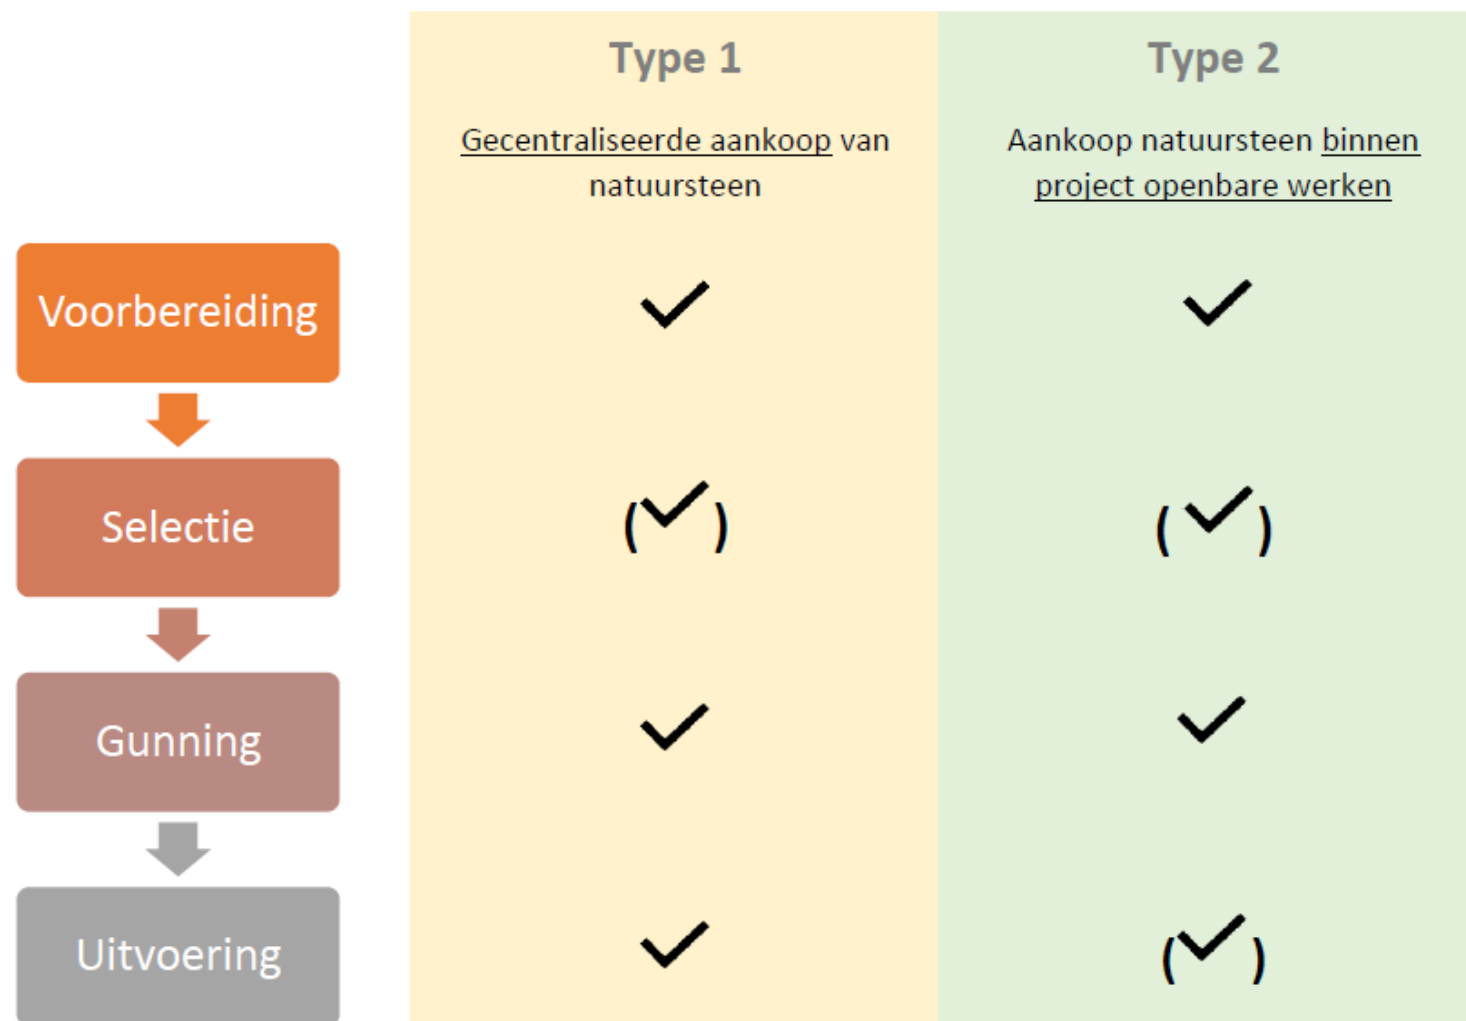 Type 1
Type 2
Gecentraliseerde aankoop van
natuursteen
Aankoop natuursteen binnen
project openbare werken
Voorbereiding
✓
✓
Selectie
(✓)
(✓)
Gunning
✓
✓
Uitvoering
✓
(✓)